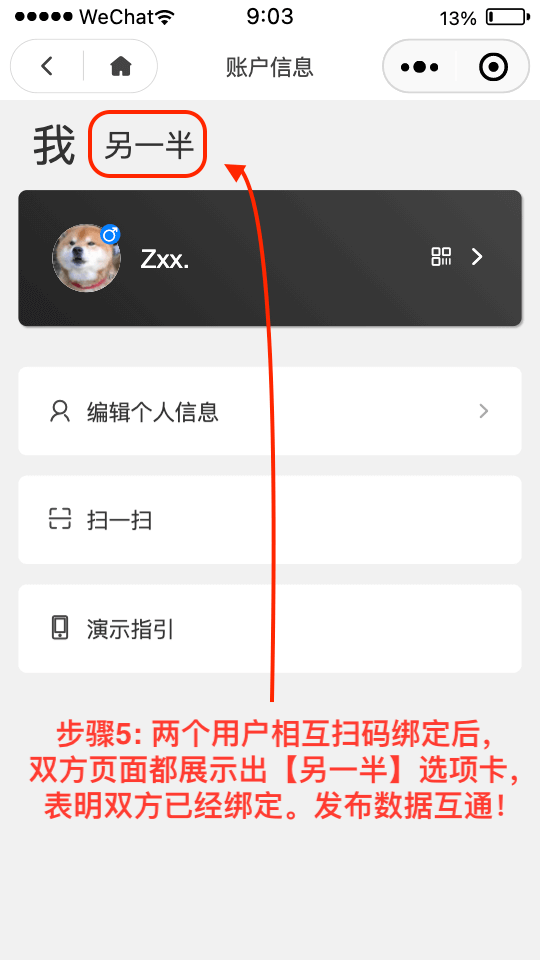 WeChat 9:03 13%
账户信息
我 另一半
Zxx.
编辑个人信息
扫一扫
演示指引
步骤5: 两个用户相互扫码绑定后,
双方页面都展示出【另一半】选项卡,
表明双方已经绑定。发布数据互通!